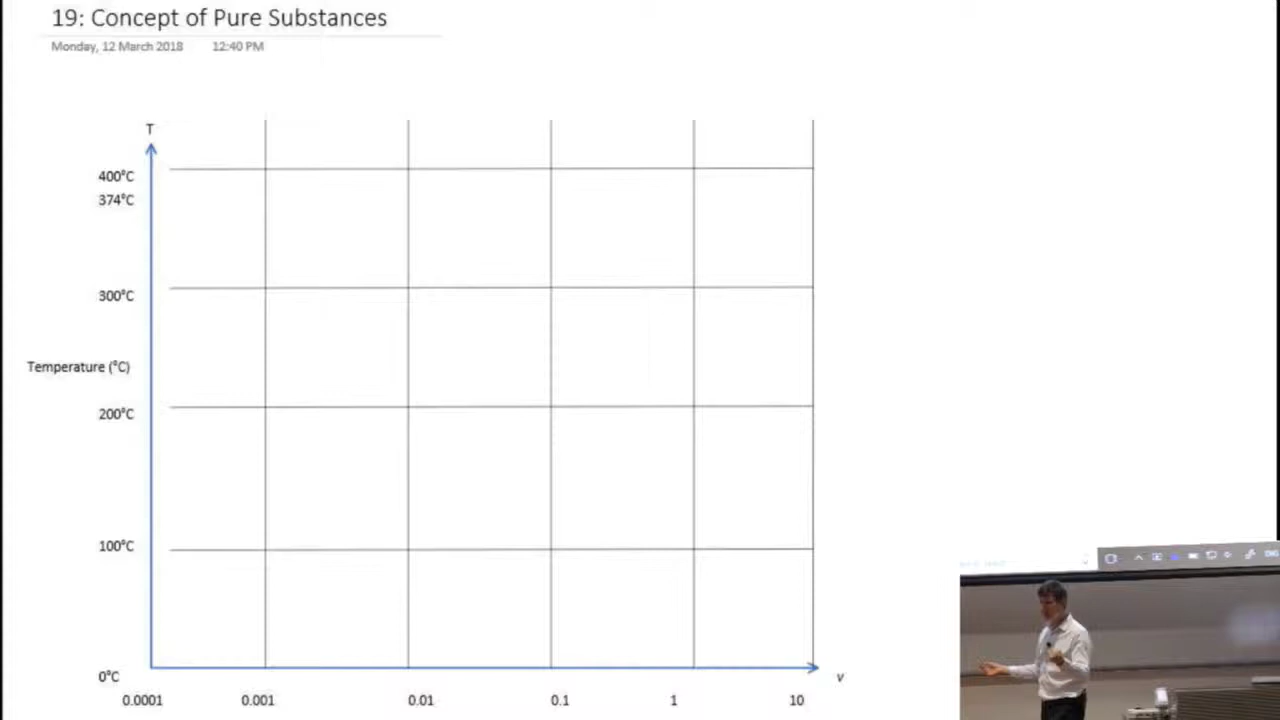 19: Concept of Pure Substances
Monday, 12 March 2018 12:40 PM
T
400°C
374°C
300°C
Temperature (°C)
200°C
100°C
0°C
v
0.0001 0.001 0.01 0.1 1 10